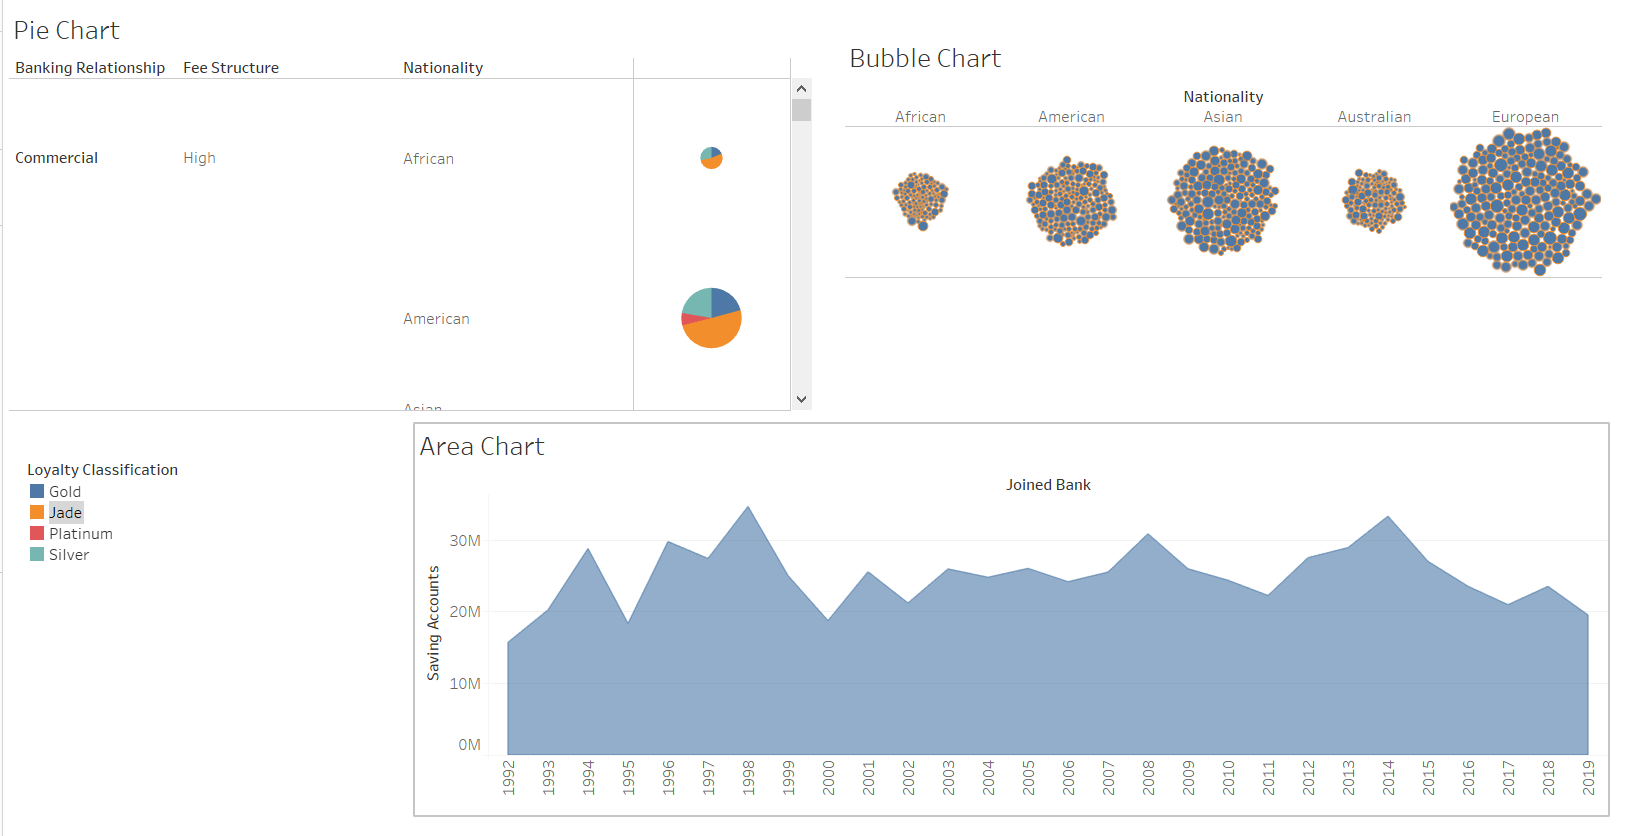 Pie Chart
Banking Relationship Fee Structure Nationality
Commercial High African
American
Asian
Bubble Chart
Nationality
African American Asian Australian European
Loyalty Classification
Gold
Jade
Platinum
Silver
Area Chart
Joined Bank
Saving Accounts
30M
20M
10M
0M
1992 1993 1994 1995 1996 1997 1998 1999 2000 2001 2002 2003 2004 2005 2006 2007 2008 2009 2010 2011 2012 2013 2014 2015 2016 2017 2018 2019